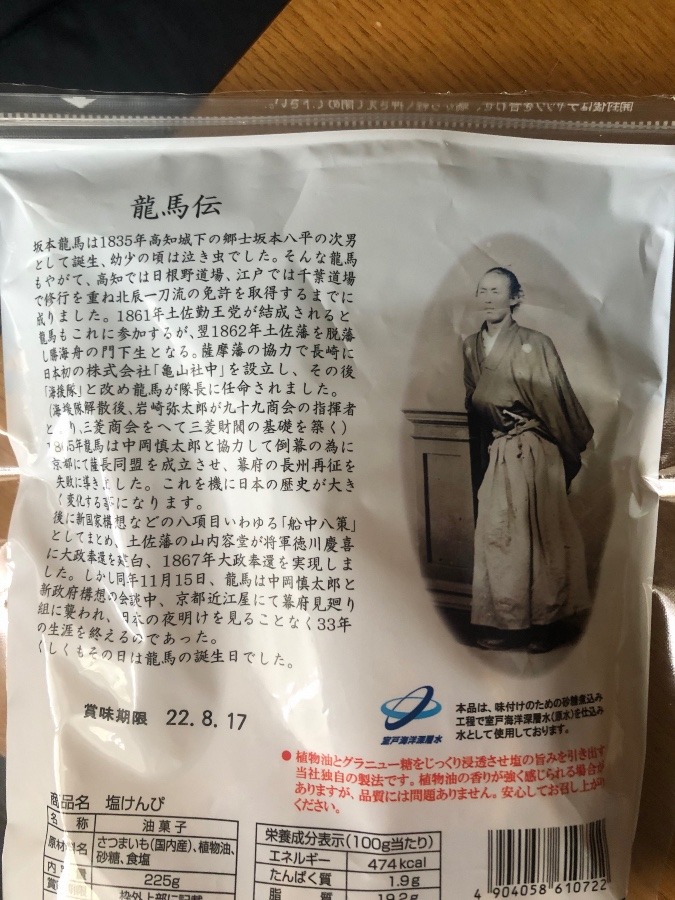 龍馬伝
坂本龍馬は1835年高知城下の郷士坂本八平の次男
として誕生、幼少の頃は泣き虫でした。そんな龍馬
もやがて、高知では日根野道場、江戸では千葉道場
で修行を重ね北辰一刀流の免許を取得するまでに
成りました。1861年土佐勤王党が結成されると
龍馬もこれに参加するが、翌1862年土佐藩を脱藩
し勝海舟の門下生となる。薩摩藩の協力で長崎に
日本初の株式会社「亀山社中」を設立し、その後
「海援隊」と改め龍馬が隊長に任命されました。
(海援隊解散後、岩崎弥太郎が九十九商会の指揮者
となり、三菱商会をへて三菱財閥の基礎を築く)
龍馬は中岡慎太郎と協力して倒幕の為に
京都にて薩長同盟を成立させ、幕府の長州再征を
失敗に導きました。これを機に日本の歴史が大き
く変化する事になります。
後に新国家構想などの八項目いわゆる「船中八策」
としてまとめ、土佐藩の山内容堂が将軍徳川慶喜
に大政奉還を建白、1867年大政奉還を実現しま
した。しかし同年11月15日、龍馬は中岡慎太郎と
新政府構想の会談中、京都近江屋にて幕府見廻り
組に襲われ、日本の夜明けを見ることなく33年
の生涯を終えるのであった。
くしくもその日は龍馬の誕生日でした。
賞味期限 22.8.17
室戸海洋深層水
本品は、味付けのための砂糖煮込み
工程で室戸海洋深層水(原水)を仕込み
水として使用しております。
●植物油とグラニュー糖をじっくり浸透させ塩の旨みを引き出す
当社独自の製法です。植物油の香りが強く感じられる場合が
ありますが、品質には問題ありません。安心してお召し上がり
ください。
商品名 塩けんぴ
名称 油菓子
原材料名 さつまいも(国内産)、植物油、
砂糖、食塩
内容量 225g
賞味期限 枠外上部に記載
栄養成分表示(100g当たり)
エネルギー 474kcal
たんぱく質 1.9g
脂質 19.2g
4 904058 610722